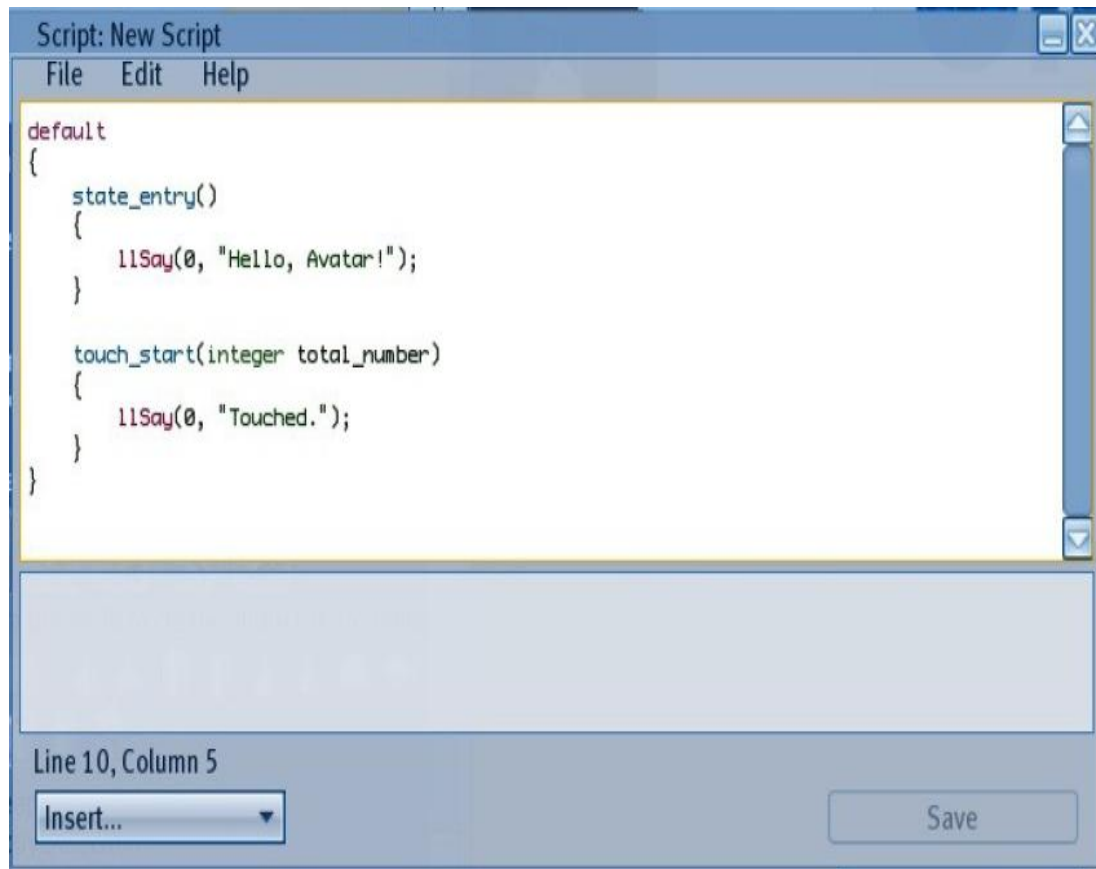 Script: New Script
File Edit Help
default
{
    state_entry()
    {
        llSay(0, "Hello, Avatar!");
    }

    touch_start(integer total_number)
    {
        llSay(0, "Touched.");
    }
}
Line 10, Column 5
Insert...
Save